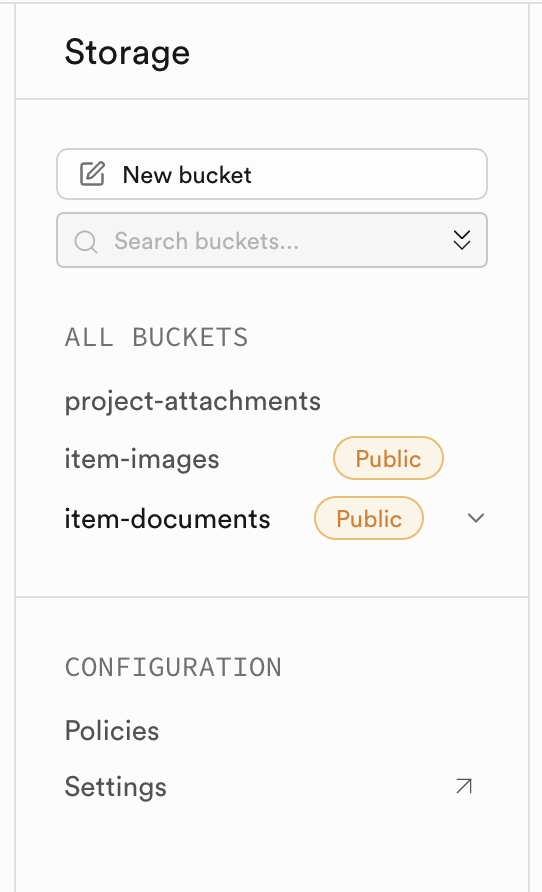 Storage
New bucket
Search buckets...
ALL BUCKETS
project-attachments
item-images Public
item-documents Public
CONFIGURATION
Policies
Settings